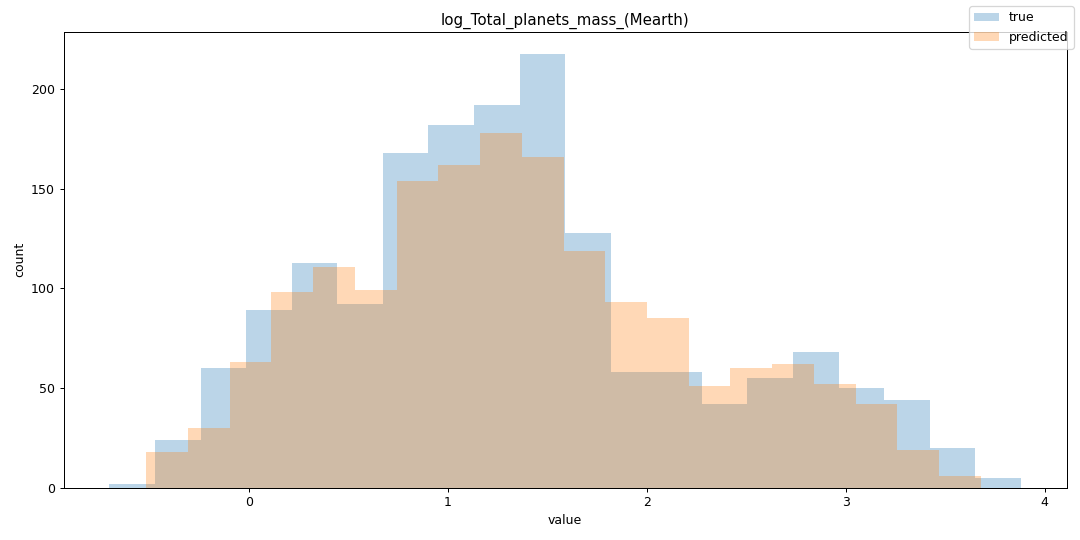 log_Total_planets_mass_(Mearth)
true
predicted
200
150
100
50
0
count
0 1 2 3 4
value